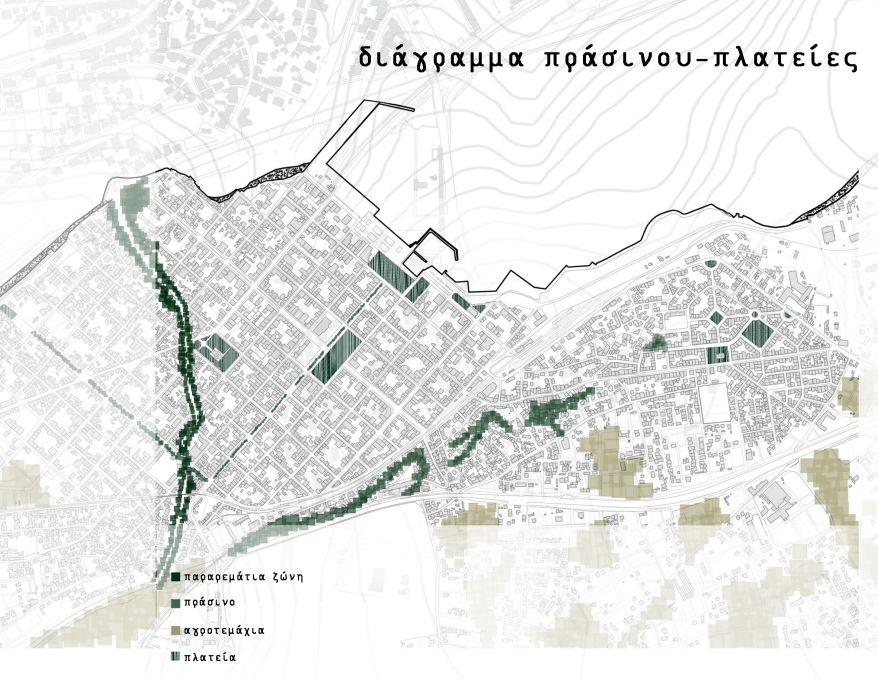 διάγραμμα πράσινου-πλατείες
παραρεμάτια ζώνη
πράσινο
αγροτεμάχια
πλατεία